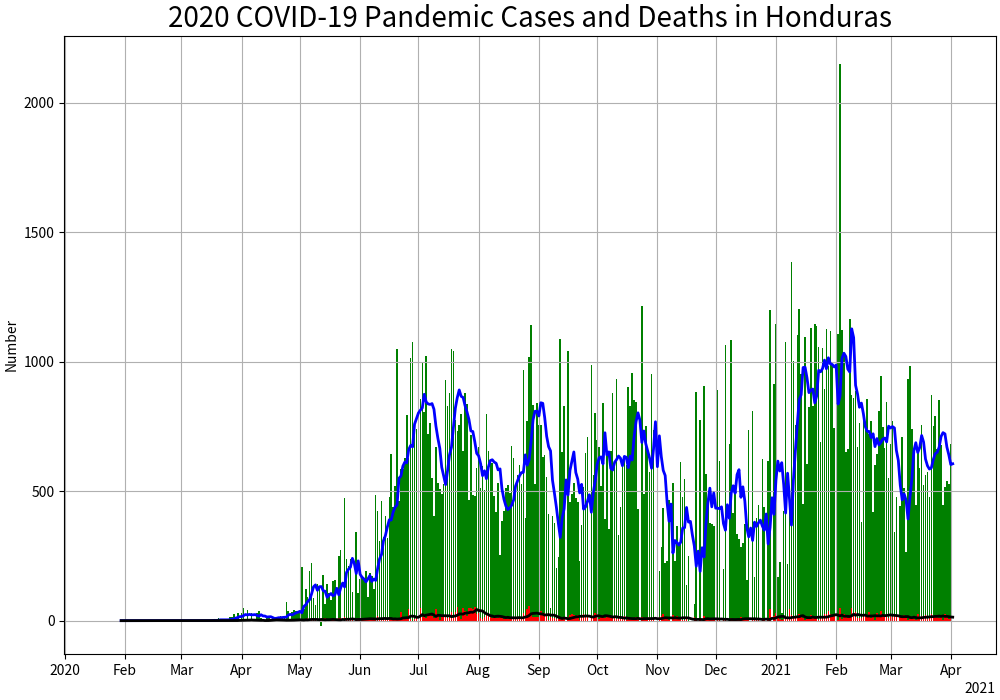 2020 COVID-19 Pandemic Cases and Deaths in Honduras
Number
2000
1500
1000
500
0
2020 Feb Mar Apr May Jun Jul Aug Sep Oct Nov Dec 2021 Feb Mar Apr
2021